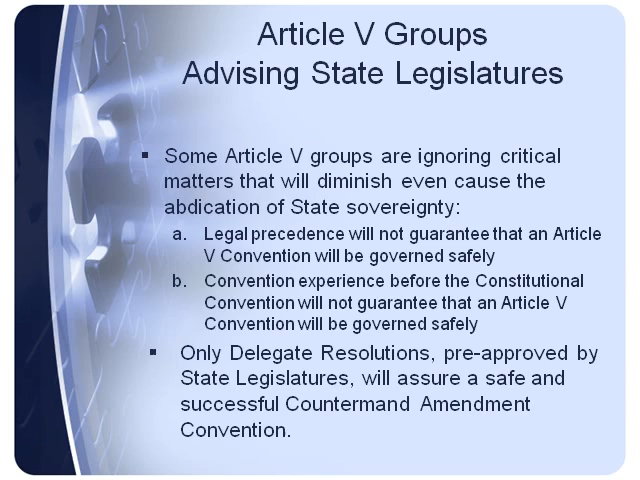 Article V Groups
Advising State Legislatures
▪ Some Article V groups are ignoring critical
matters that will diminish even cause the
abdication of State sovereignty:
a. Legal precedence will not guarantee that an Article
V Convention will be governed safely
b. Convention experience before the Constitutional
Convention will not guarantee that an Article V
Convention will be governed safely
▪ Only Delegate Resolutions, pre-approved by
State Legislatures, will assure a safe and
successful Countermand Amendment
Convention.